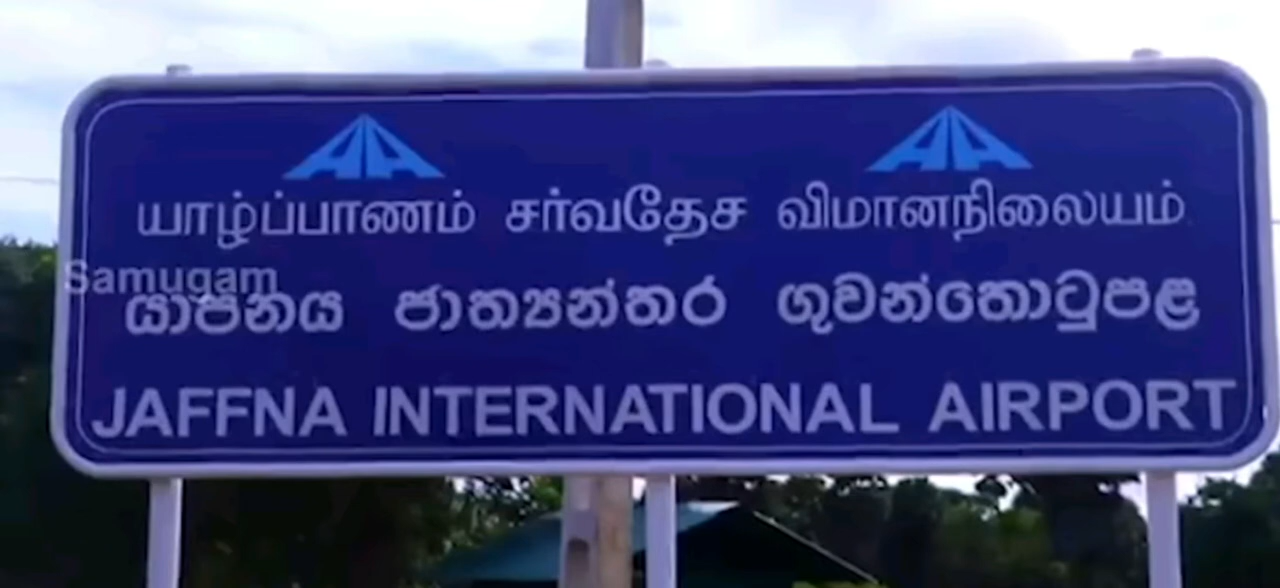 யாழ்ப்பாணம் சர்வதேச விமானநிலையம்
Samugam
යාපනය ජාත්‍යන්තර ගුවන්තොටුපළ
JAFFNA INTERNATIONAL AIRPORT